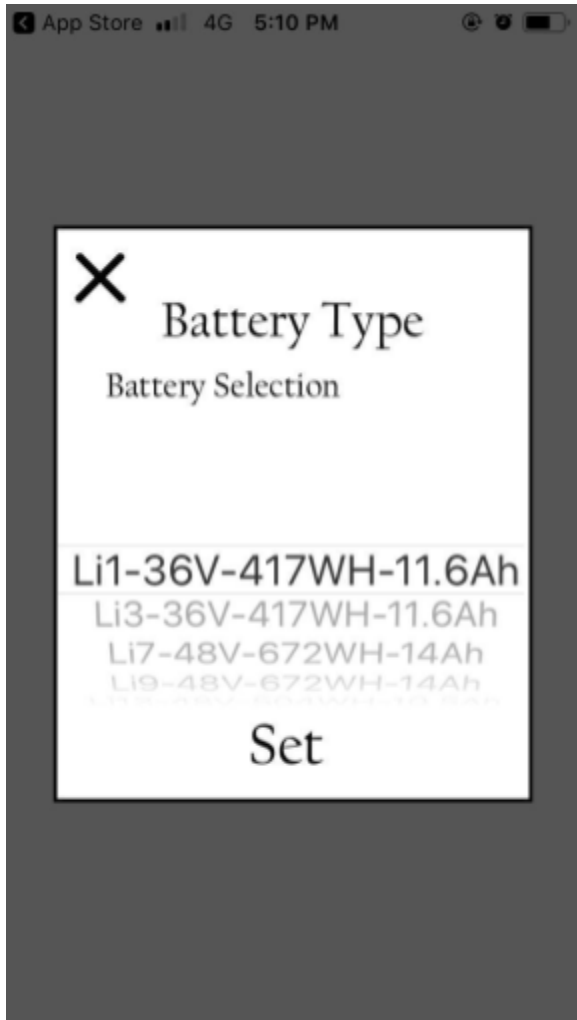 App Store 4G 5:10 PM
Battery Type
Battery Selection
Li1-36V-417WH-11.6Ah
Li3-36V-417WH-11.6Ah
Li7-48V-672WH-14Ah
Li9-48V-672WH-14Ah
Set